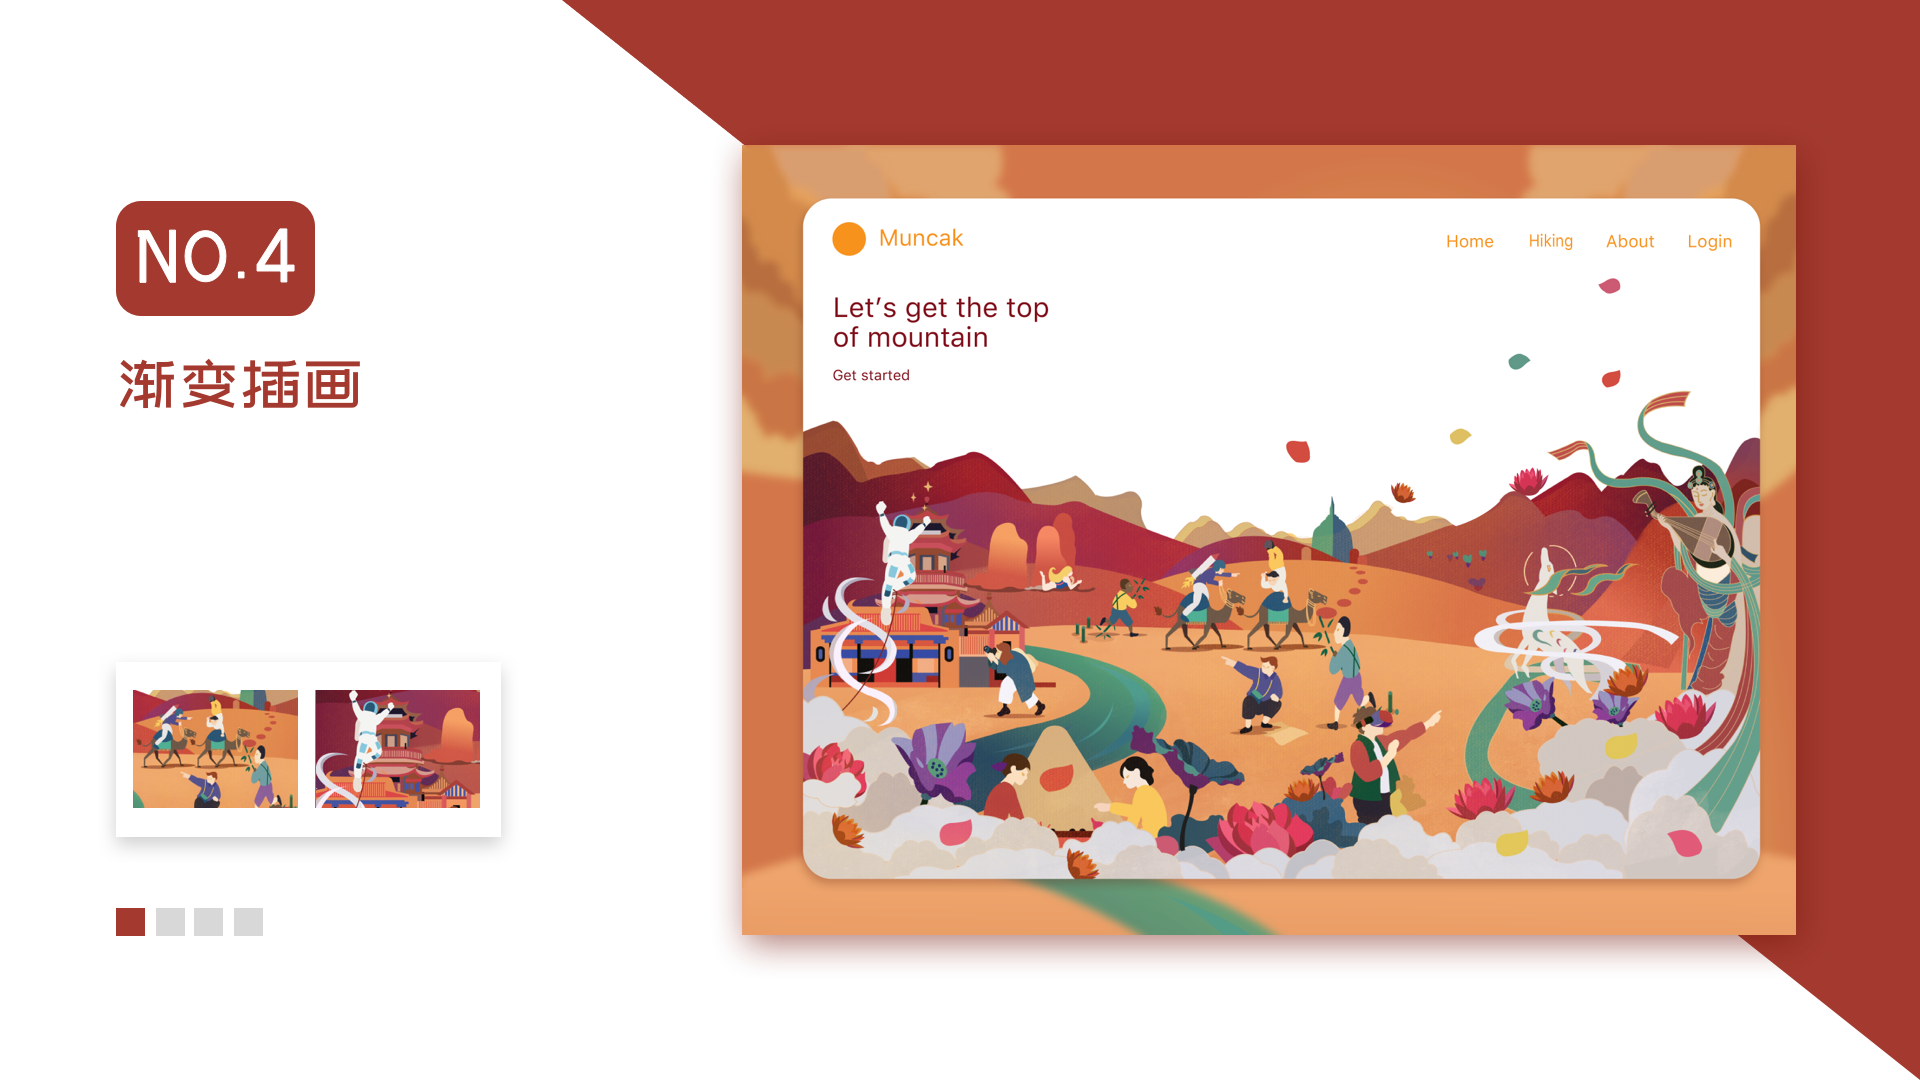 NO.4
渐变插画
Muncak
Home Hiking About Login
Let’s get the top
of mountain
Get started